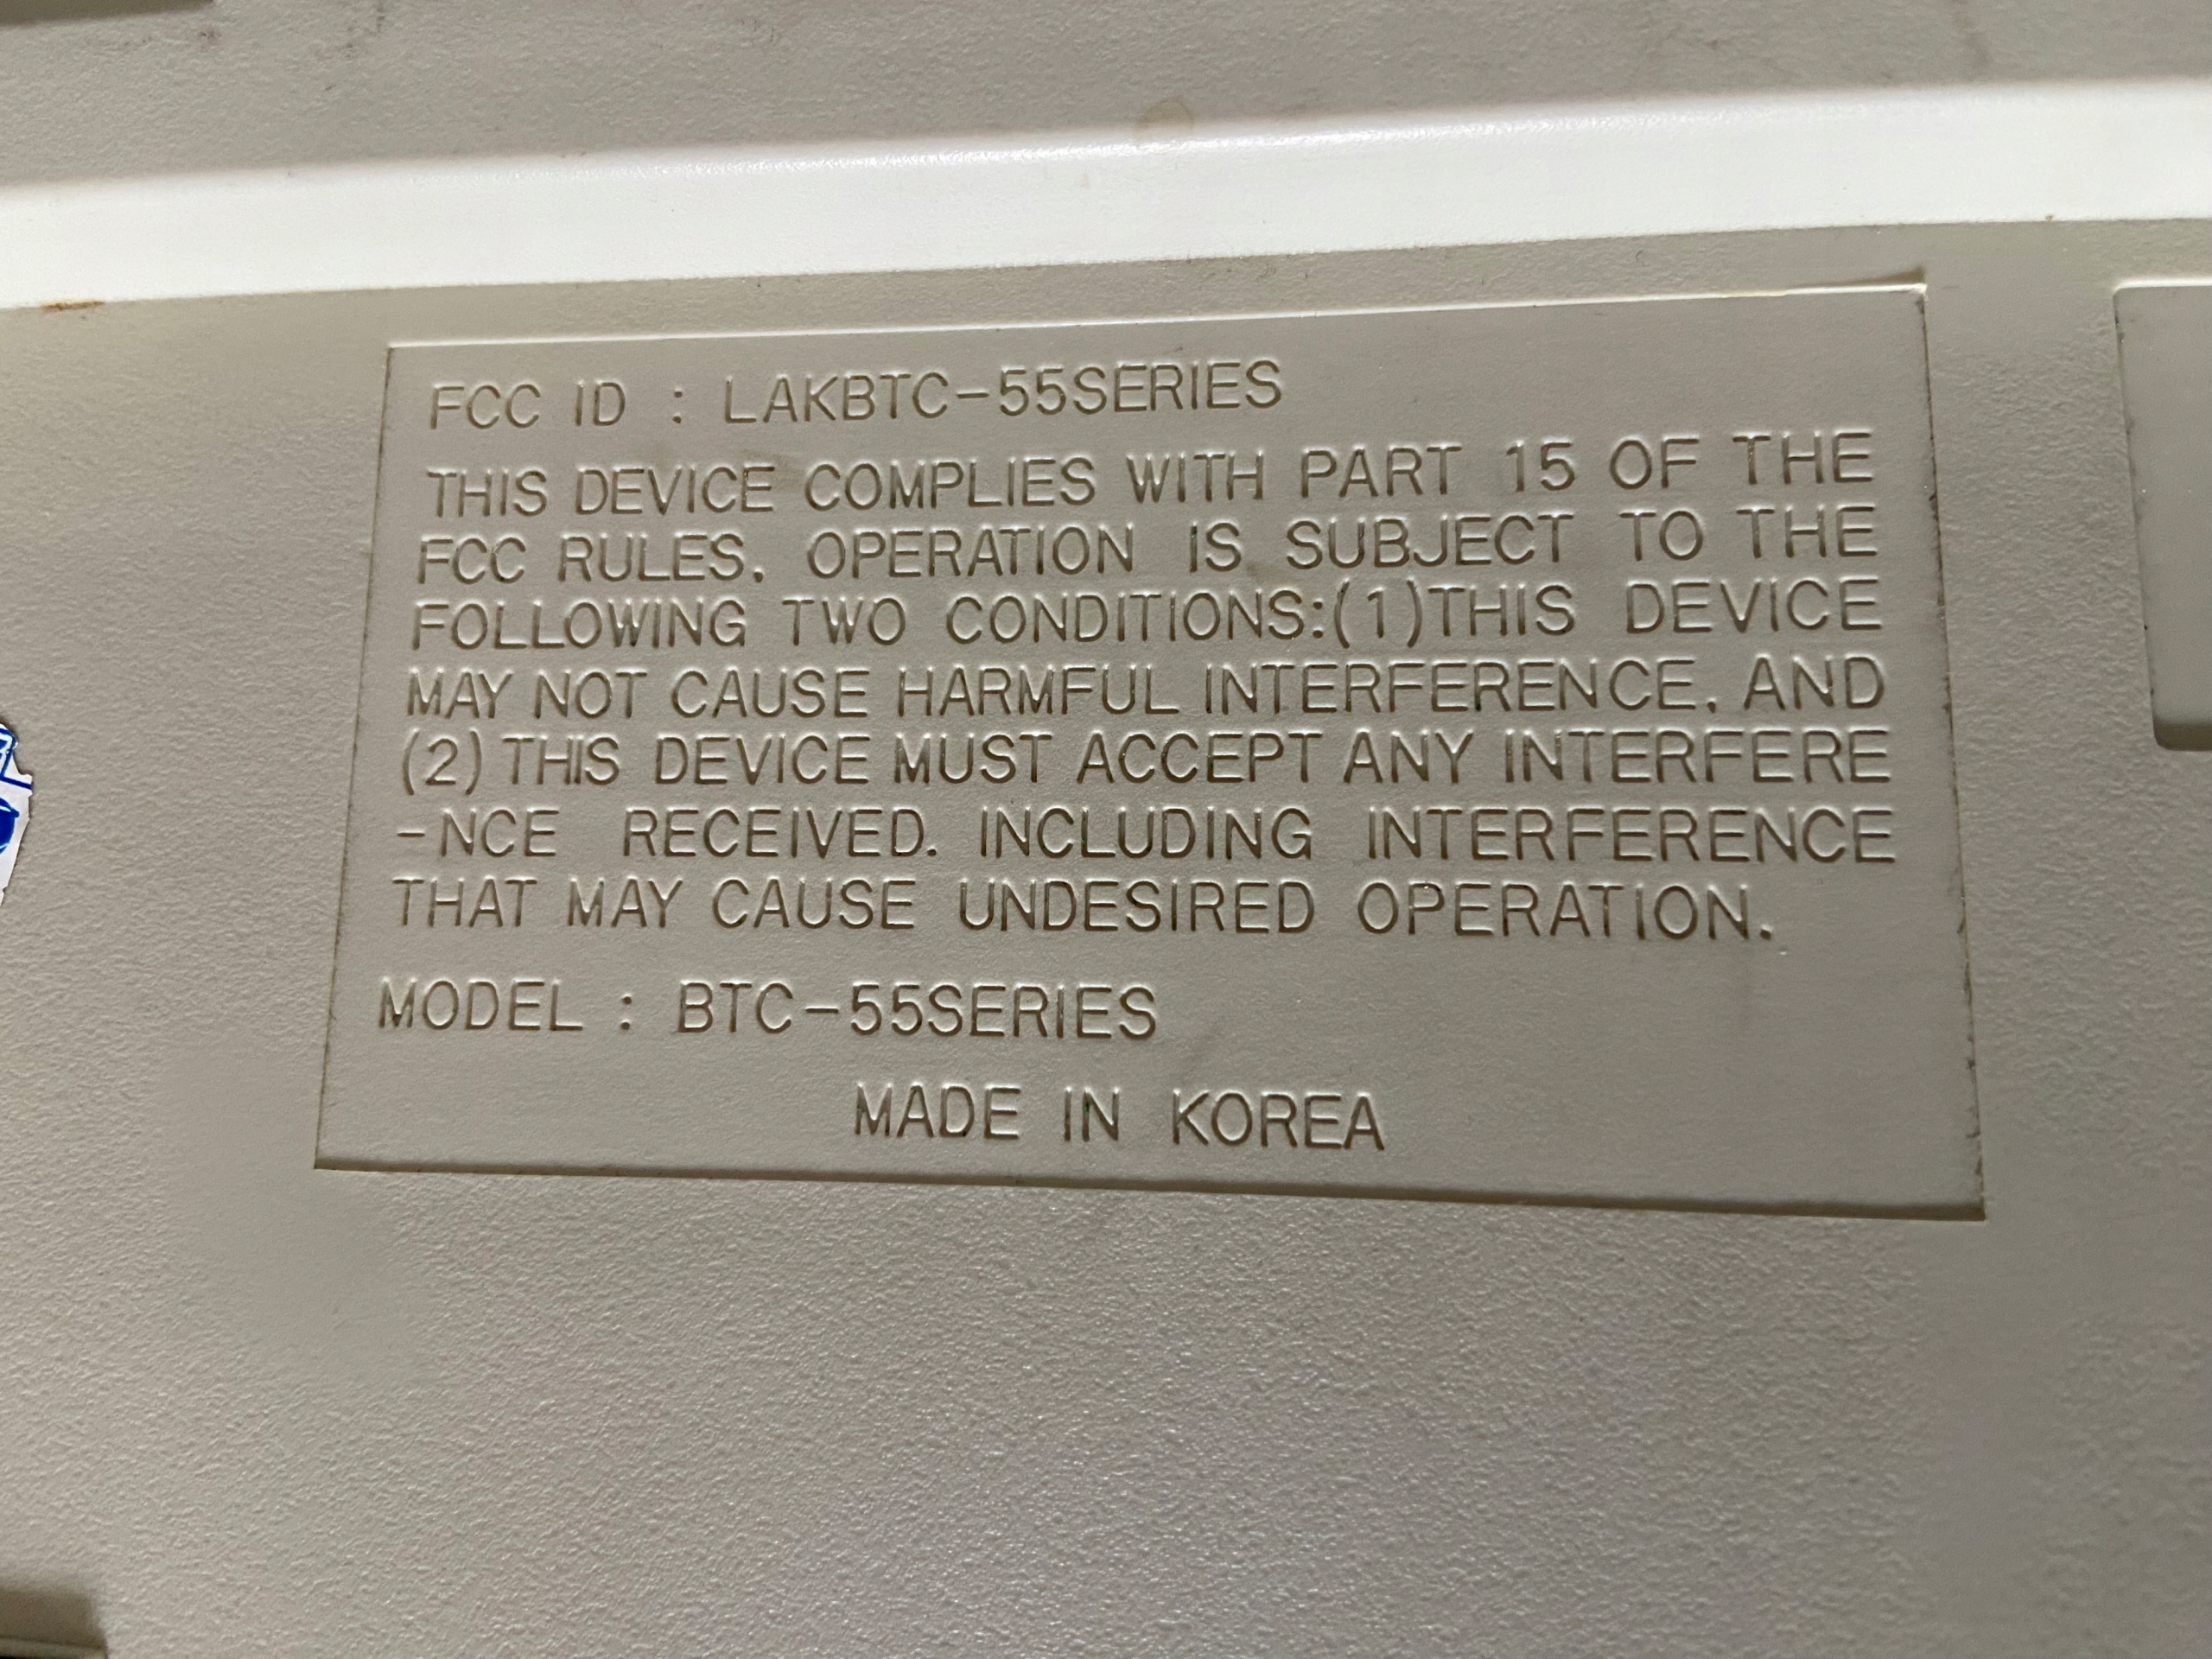 FCC ID : LAKBTC-55SERIES
THIS DEVICE COMPLIES WITH PART 15 OF THE
FCC RULES. OPERATION IS SUBJECT TO THE
FOLLOWING TWO CONDITIONS:(1)THIS DEVICE
MAY NOT CAUSE HARMFUL INTERFERENCE. AND
(2)THIS DEVICE MUST ACCEPT ANY INTERFERE
-NCE RECEIVED. INCLUDING INTERFERENCE
THAT MAY CAUSE UNDESIRED OPERATION.
MODEL : BTC-55SERIES
MADE IN KOREA